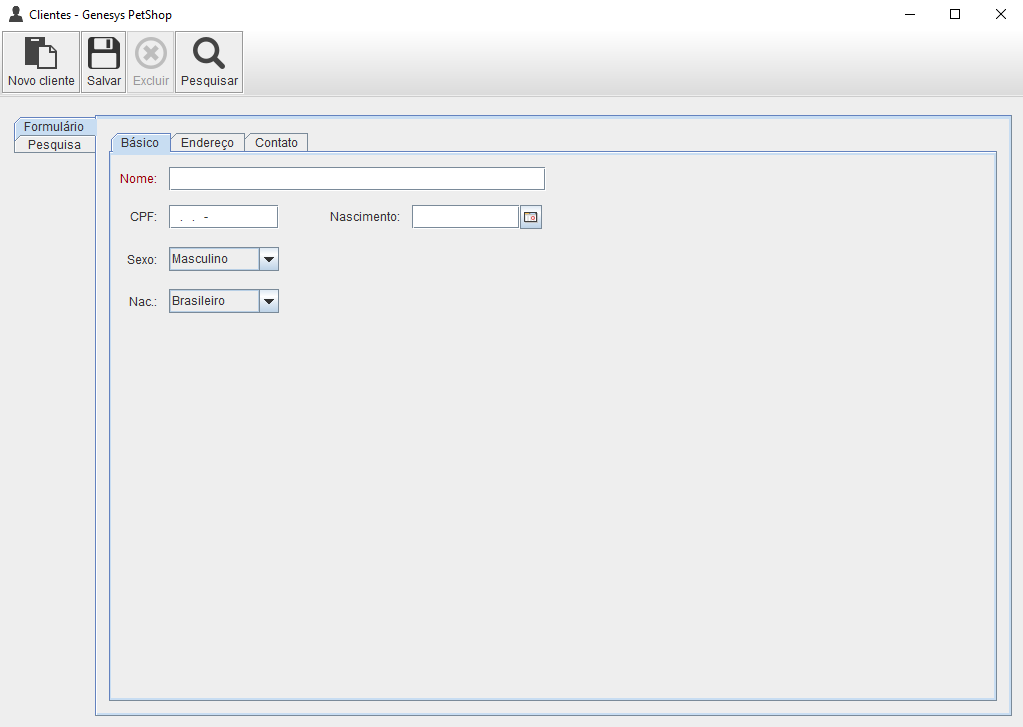 Clientes - Genesys PetShop
Novo cliente Salvar Excluir Pesquisar
Formulário
Pesquisa
Básico Endereço Contato
Nome:
CPF: . . - Nascimento:
Sexo: Masculino
Nac.: Brasileiro